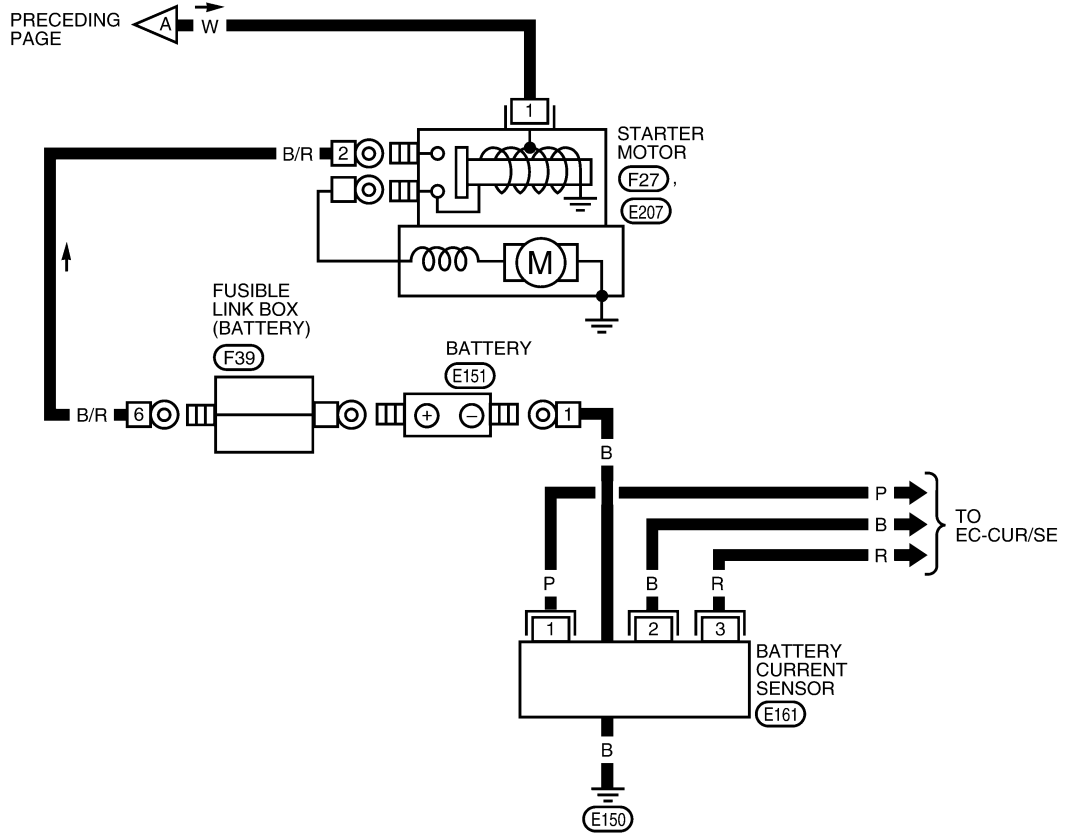 PRECEDING
PAGE
A
W
1
STARTER
MOTOR
F27 ,
E207
B/R
2
M
FUSIBLE
LINK BOX
(BATTERY)
F39
BATTERY
E151
B/R
6
+
−
1
B
P
B
R
TO
EC-CUR/SE
P
B
R
1
2
3
BATTERY
CURRENT
SENSOR
E161
B
E150